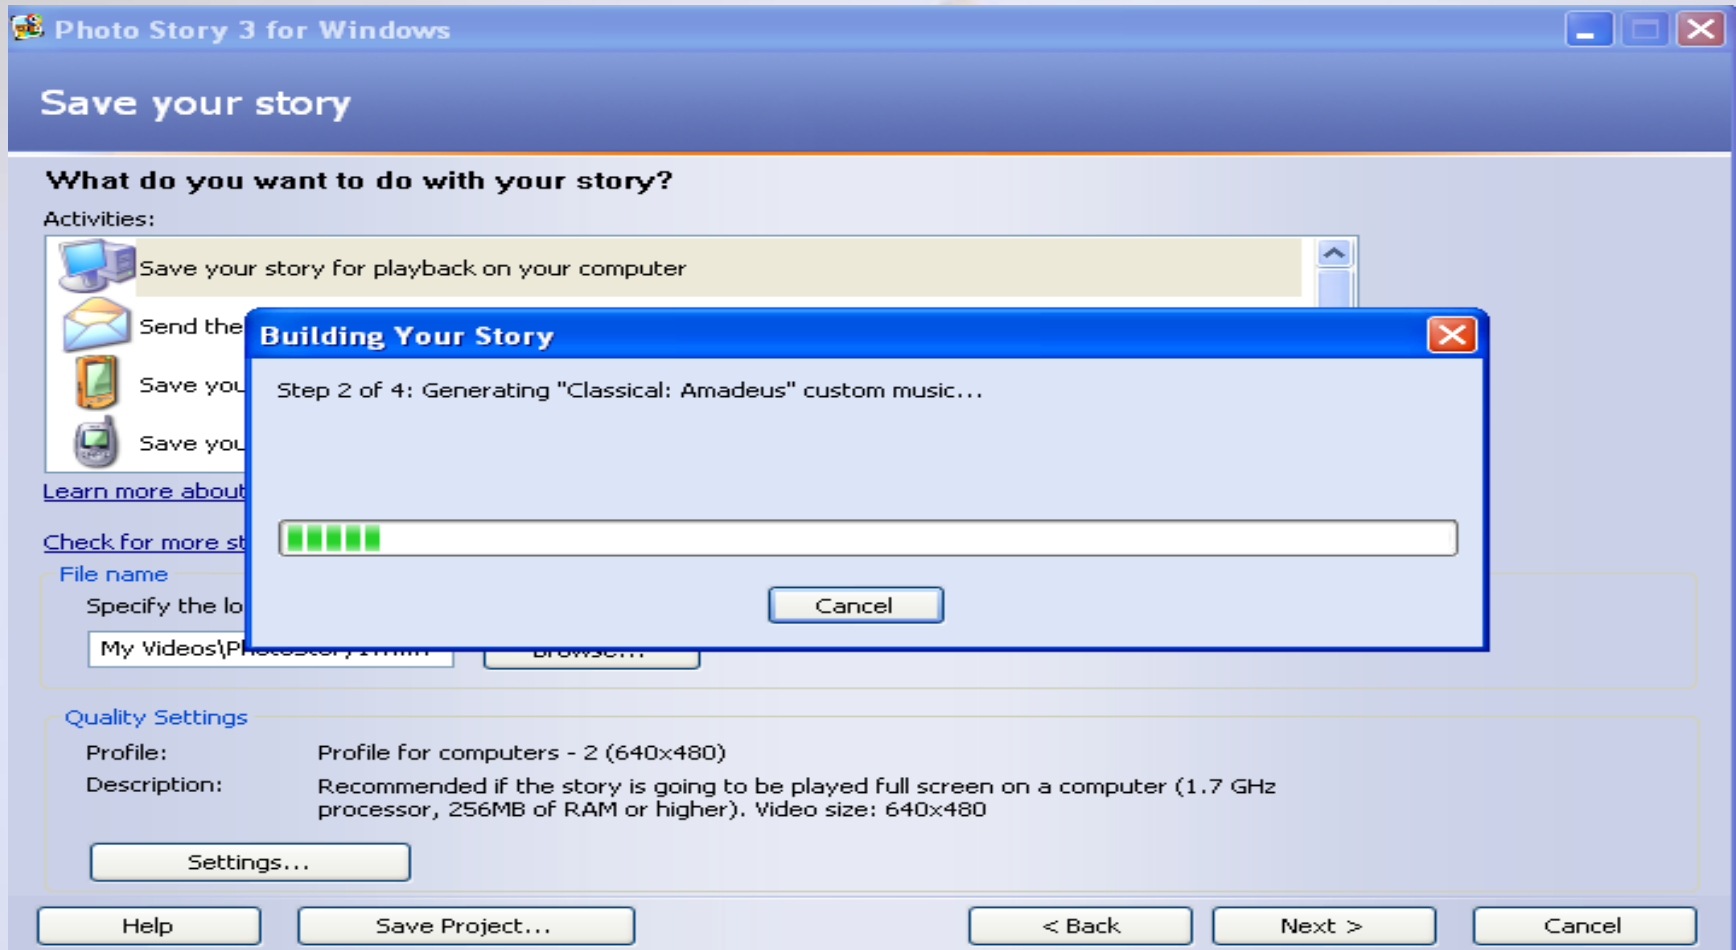 Photo Story 3 for Windows
Save your story
What do you want to do with your story?
Activities:
Save your story for playback on your computer
Send the
Building Your Story
Save you
Step 2 of 4: Generating "Classical: Amadeus" custom music...
Save you
Learn more about
Check for more st
File name
Specify the lo
Cancel
My Videos\PhotoStory1.wmv
Browse...
Quality Settings
Profile: Profile for computers - 2 (640x480)
Description: Recommended if the story is going to be played full screen on a computer (1.7 GHz
processor, 256MB of RAM or higher). Video size: 640x480
Settings...
Help Save Project... < Back Next > Cancel